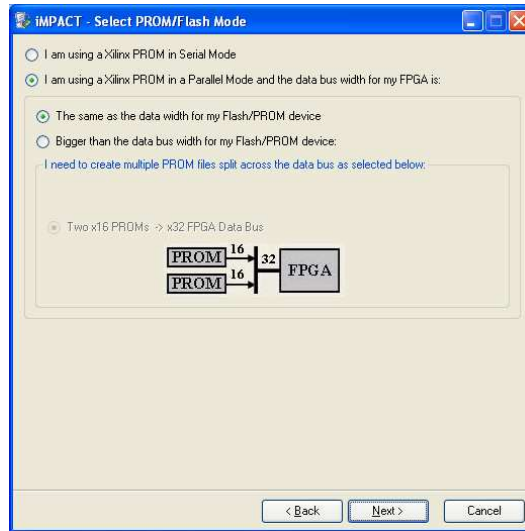 iMPACT - Select PROM/Flash Mode
I am using a Xilinx PROM in Serial Mode
I am using a Xilinx PROM in a Parallel Mode and the data bus width for my FPGA is:
The same as the data width for my Flash/PROM device
Bigger than the data bus width for my Flash/PROM device:
I need to create multiple PROM files split across the data bus as selected below:
Two x16 PROMs -> x32 FPGA Data Bus
PROM 16
32 FPGA
PROM 16
< Back Next > Cancel